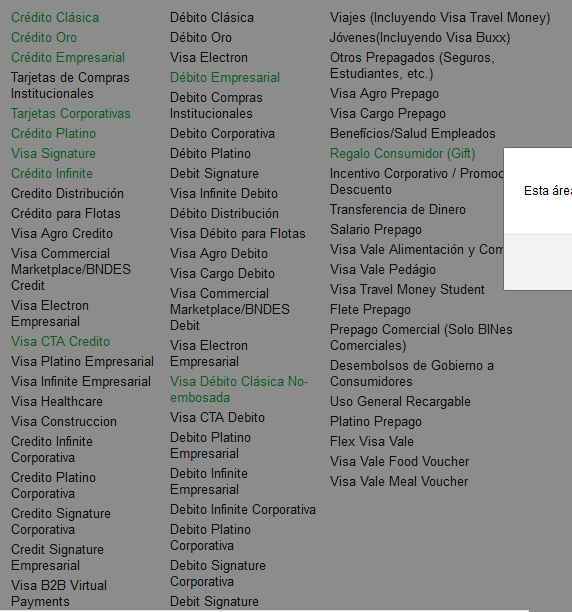 Crédito Clásica
Crédito Oro
Crédito Empresarial
Tarjetas de Compras
Institucionales
Tarjetas Corporativas
Crédito Platino
Visa Signature
Crédito Infinite
Credito Distribución
Crédito para Flotas
Visa Agro Credito
Visa Commercial
Marketplace/BNDES
Credit
Visa Electron
Empresarial
Visa CTA Credito
Visa Platino Empresarial
Visa Infinite Empresarial
Visa Healthcare
Visa Construccion
Credito Infinite
Corporativa
Credito Platino
Corporativa
Credito Signature
Corporativa
Credit Signature
Empresarial
Visa B2B Virtual
Payments
Débito Clásica
Débito Oro
Visa Electron
Débito Empresarial
Debito Compras
Institucionales
Debito Corporativa
Débito Platino
Debit Signature
Visa Infinite Debito
Débito Distribución
Visa Débito para Flotas
Visa Agro Debito
Visa Cargo Debito
Visa Commercial
Marketplace/BNDES
Debit
Visa Electron
Empresarial
Visa Débito Clásica No-
embosada
Visa CTA Debito
Debito Platino
Empresarial
Debito Infinite
Empresarial
Debito Infinite Corporativa
Debito Platino
Corporativa
Debito Signature
Corporativa
Debit Signature
Viajes (Incluyendo Visa Travel Money)
Jóvenes(Incluyendo Visa Buxx)
Otros Prepagados (Seguros,
Estudiantes, etc.)
Visa Agro Prepago
Visa Cargo Prepago
Benefícios/Salud Empleados
Regalo Consumidor (Gift)
Incentivo Corporativo / Promoc
Descuento
Transferencia de Dinero
Salario Prepago
Visa Vale Alimentación y Com
Visa Vale Pedágio
Visa Travel Money Student
Flete Prepago
Prepago Comercial (Solo BINes
Comerciales)
Desembolsos de Gobierno a
Consumidores
Uso General Recargable
Platino Prepago
Flex Visa Vale
Visa Vale Food Voucher
Visa Vale Meal Voucher
Esta área